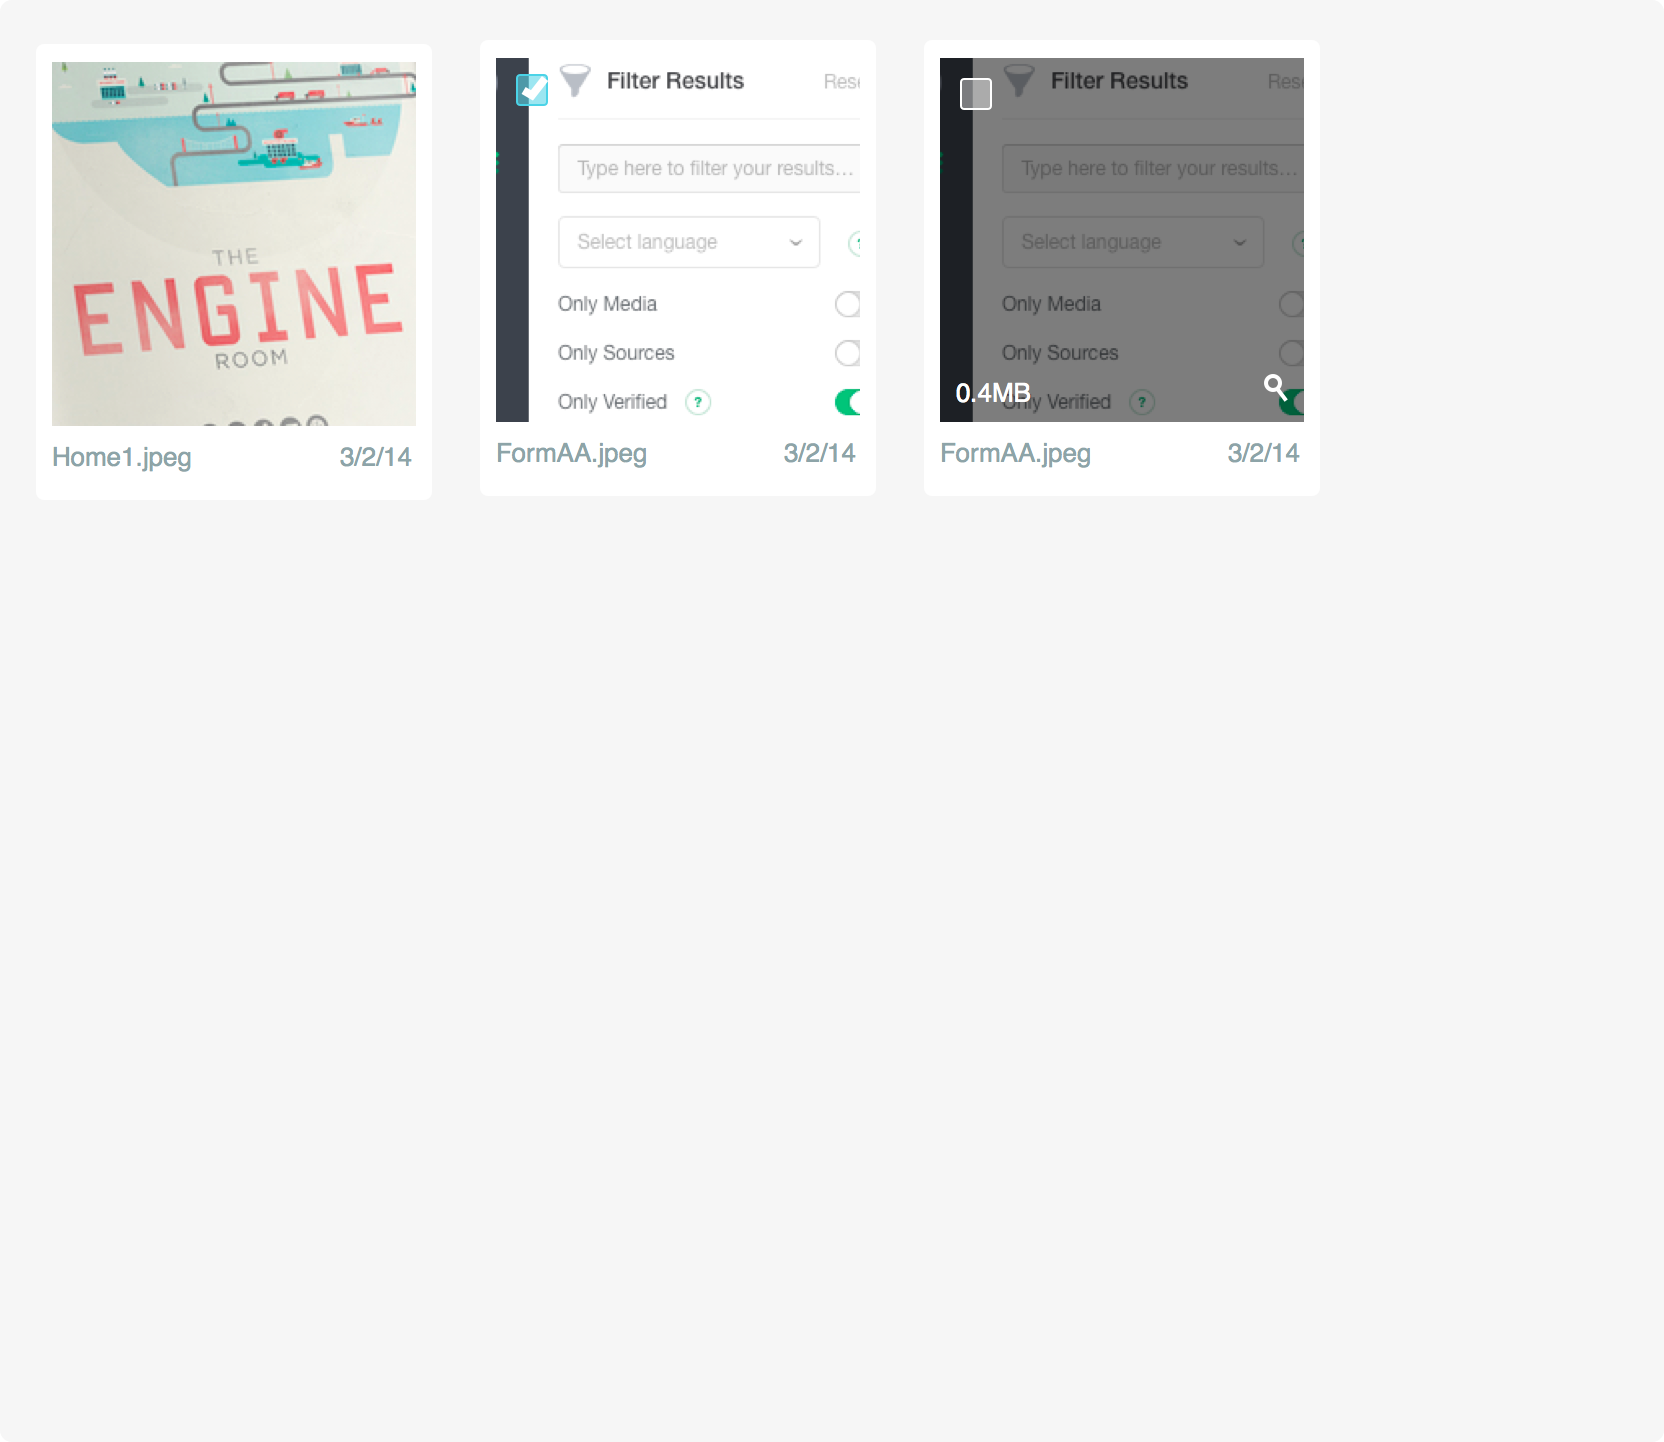 THE
ENGINE
ROOM
Home1.jpeg 3/2/14
Filter Results Rese
Type here to filter your results...
Select language ?
Only Media
Only Sources
Only Verified ?
FormAA.jpeg 3/2/14
Filter Results Rese
Type here to filter your results...
Select language ?
Only Media
Only Sources
0.4MB
Only Verified ?
FormAA.jpeg 3/2/14